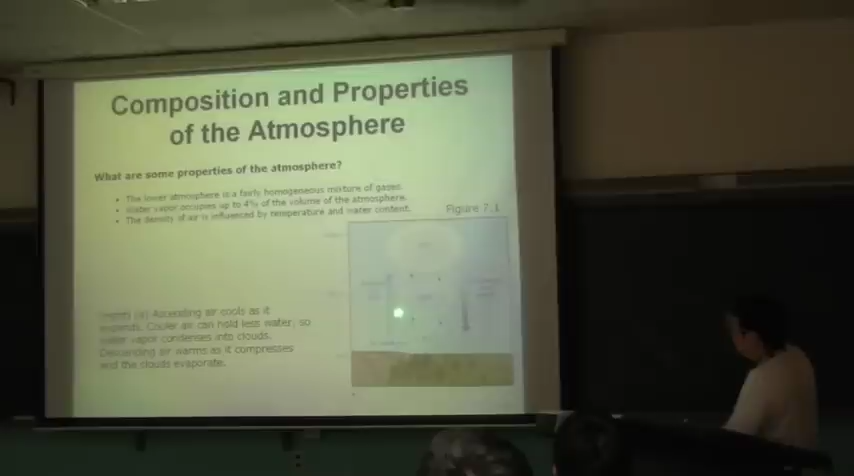 Composition and Properties
of the Atmosphere
What are some properties of the atmosphere?
• The lower atmosphere is a fairly homogeneous mixture of gases.
• Water vapor occupies up to 4% of the volume of the atmosphere.
• The density of air is influenced by temperature and water content.
Figure 7.1
(right) (a) Ascending air cools as it
expands. Cooler air can hold less water, so
water vapor condenses into clouds.
Descending air warms as it compresses
and the clouds evaporate.